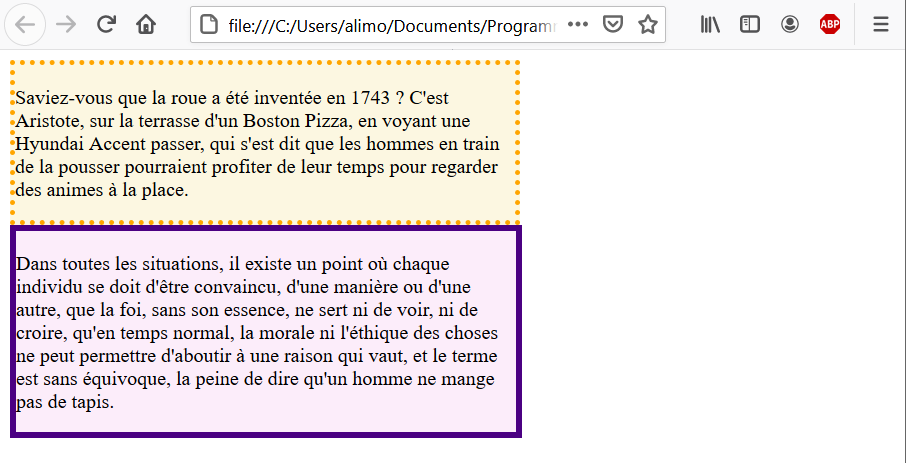 file:///C:/Users/alimo/Documents/Program
ABP
Saviez-vous que la roue a été inventée en 1743 ? C'est
Aristote, sur la terrasse d'un Boston Pizza, en voyant une
Hyundai Accent passer, qui s'est dit que les hommes en train
de la pousser pourraient profiter de leur temps pour regarder
des animes à la place.
Dans toutes les situations, il existe un point où chaque
individu se doit d'être convaincu, d'une manière ou d'une
autre, que la foi, sans son essence, ne sert ni de voir, ni de
croire, qu'en temps normal, la morale ni l'éthique des choses
ne peut permettre d'aboutir à une raison qui vaut, et le terme
est sans équivoque, la peine de dire qu'un homme ne mange
pas de tapis.